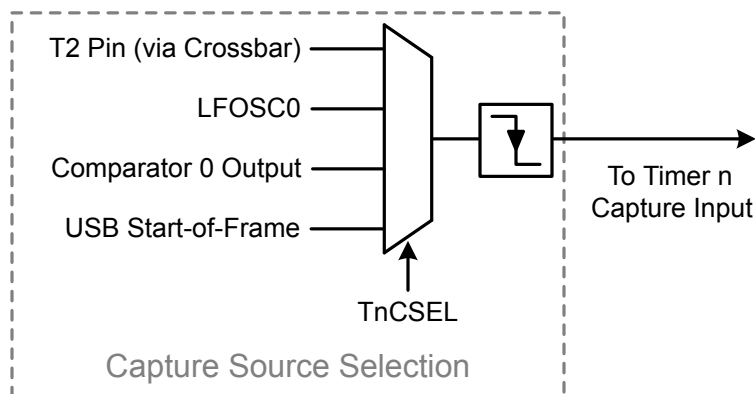 T2 Pin (via Crossbar)
LFOSC0
Comparator 0 Output
USB Start-of-Frame
To Timer n
Capture Input
TnCSEL
Capture Source Selection